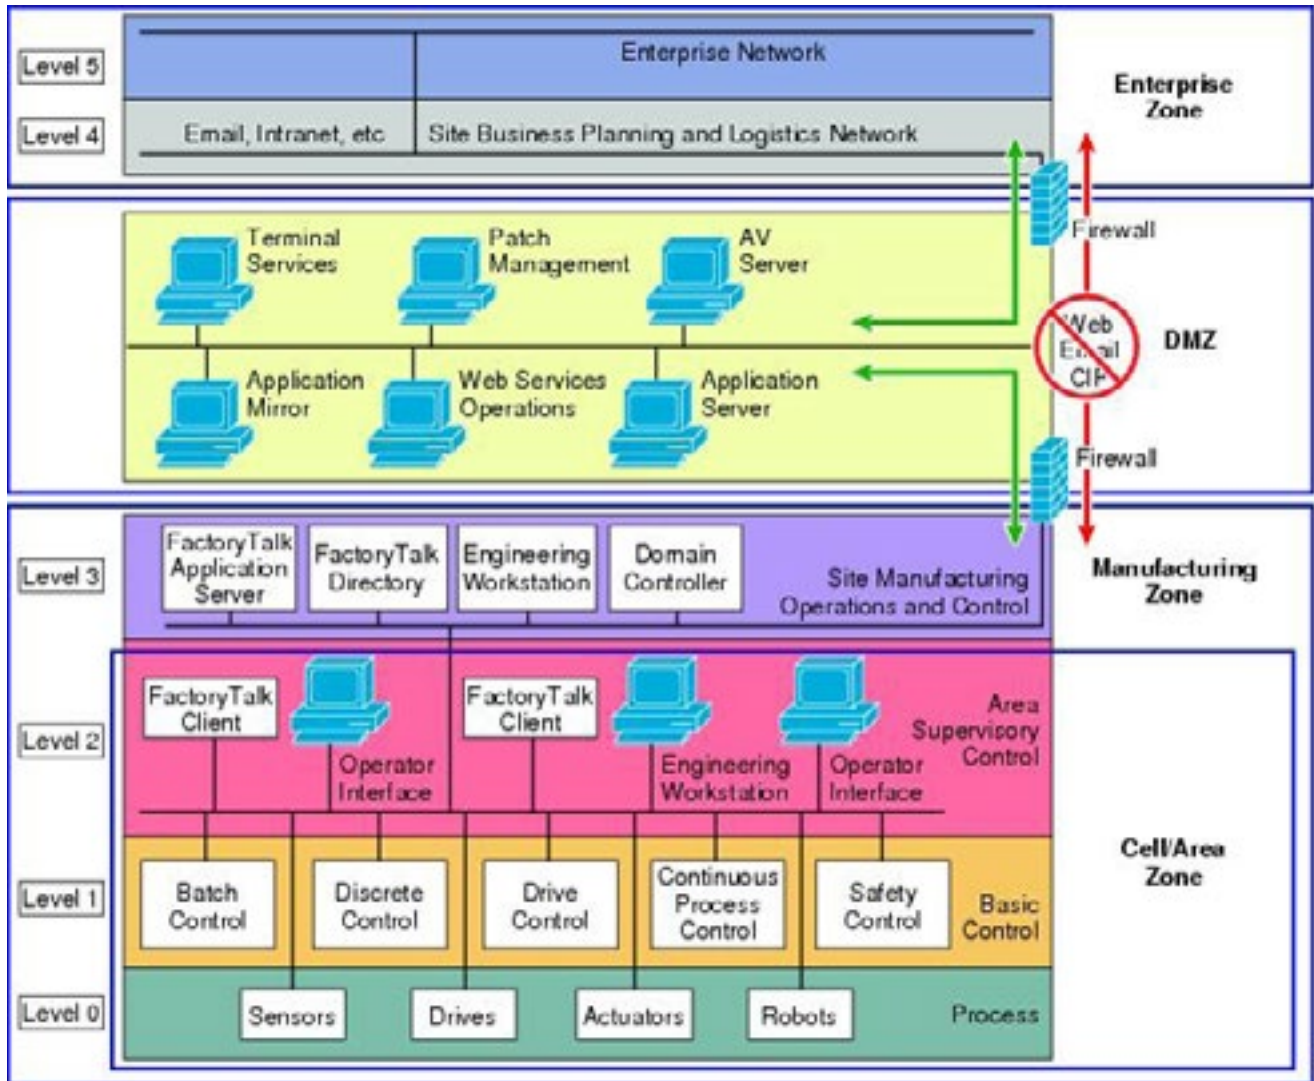 Level 5
Enterprise Network
Enterprise
Zone
Level 4
Email, Intranet, etc
Site Business Planning and Logistics Network
Firewall
Terminal
Services
Patch
Management
AV
Server
Web
Email
CIP
DMZ
Application
Mirror
Web Services
Operations
Application
Server
Firewall
Level 3
FactoryTalk
Application
Server
FactoryTalk
Directory
Engineering
Workstation
Domain
Controller
Site Manufacturing
Operations and Control
Manufacturing
Zone
Level 2
FactoryTalk
Client
Operator
Interface
FactoryTalk
Client
Engineering
Workstation
Operator
Interface
Area
Supervisory
Control
Cell/Area
Zone
Level 1
Batch
Control
Discrete
Control
Drive
Control
Continuous
Process
Control
Safety
Control
Basic
Control
Level 0
Sensors
Drives
Actuators
Robots
Process